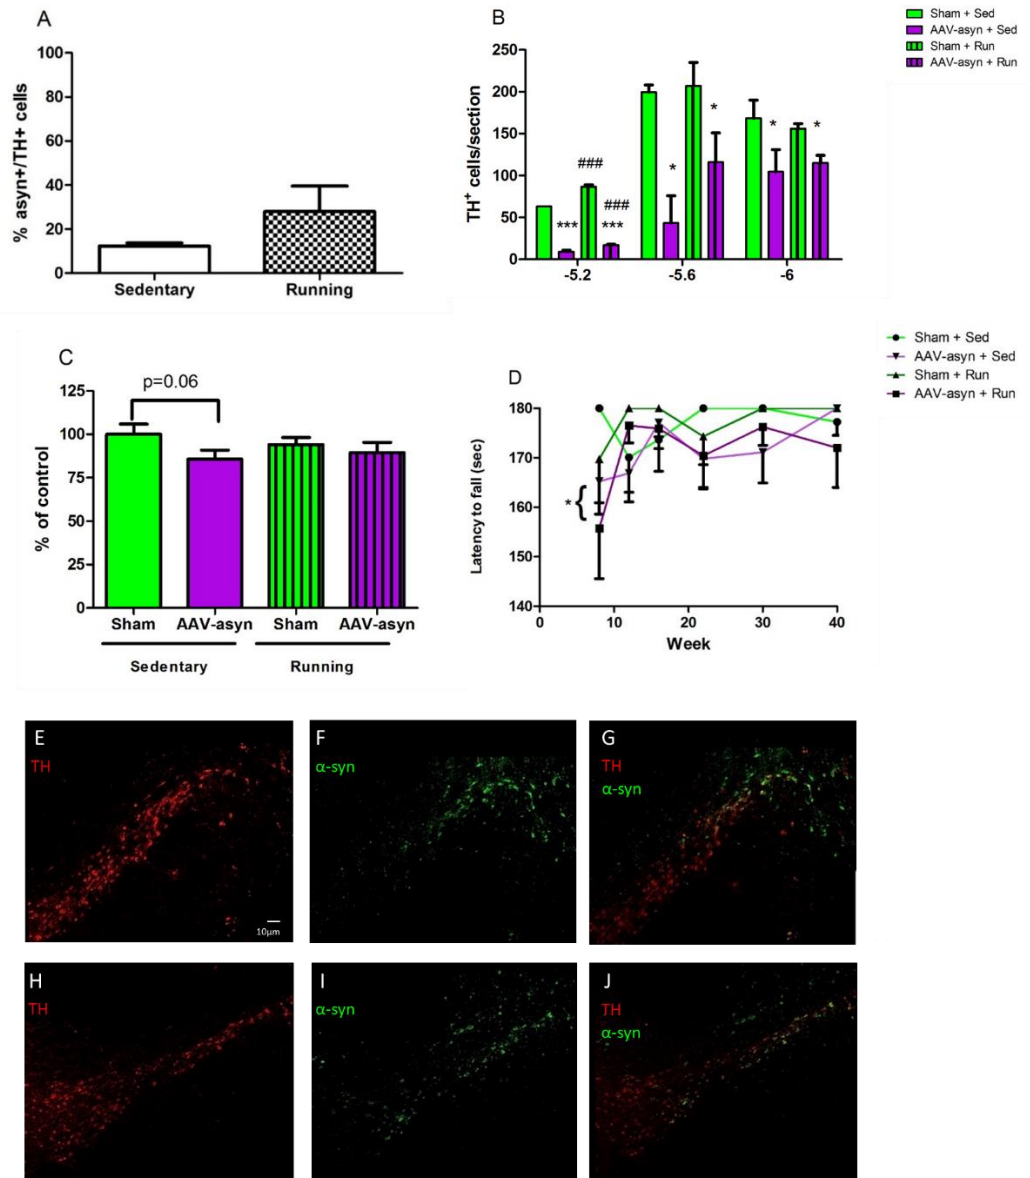 A
% asyn+/TH+ cells
100
80
60
40
20
0
Sedentary
Running
B
TH+ cells/section
250
200
150
100
50
0
###
***
###
***
*
*
*
*
-5.2
-5.6
-6
Sham + Sed
AAV-asyn + Sed
Sham + Run
AAV-asyn + Run
C
% of control
125
100
75
50
25
0
p=0.06
Sham
AAV-asyn
Sham
AAV-asyn
Sedentary
Running
D
Latency to fall (sec)
180
170
160
150
140
*{
0
10
20
30
40
Week
Sham + Sed
AAV-asyn + Sed
Sham + Run
AAV-asyn + Run
E
TH
10µm
F
α-syn
G
TH
α-syn
H
TH
I
α-syn
J
TH
α-syn